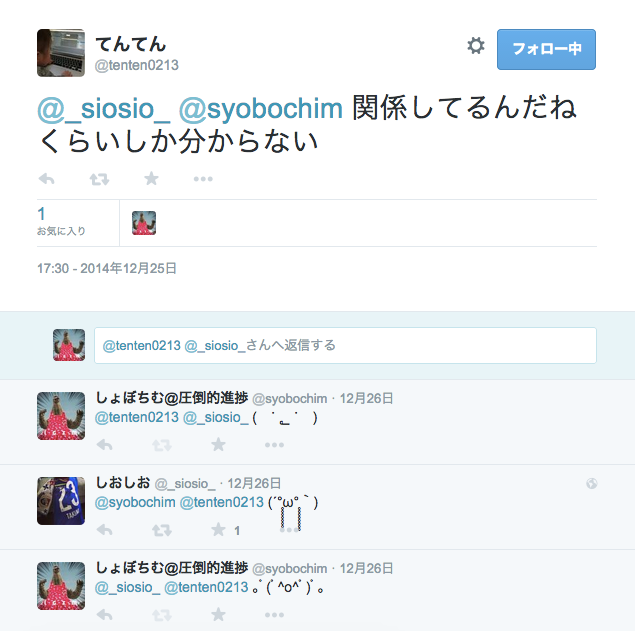 てんてん
@tenten0213
フォロー中
@_siosio_ @syobochim 関係してるんだね
くらいしか分からない
1
お気に入り
17:30 - 2014年12月25日
@tenten0213 @_siosio_さんへ返信する
しょぼちむ@圧倒的進捗 @syobochim · 12月26日
@tenten0213 @_siosio_ ( ˙ ؎ ˙ )
しおしお @_siosio_ · 12月26日
@syobochim @tenten0213 (´°̥̥̥̥̥̥̥̥ω°̥̥̥̥̥̥̥̥｀)
1
しょぼちむ@圧倒的進捗 @syobochim · 12月26日
@_siosio_ @tenten0213 ｡ﾟ(ﾟ^o^ﾟ)ﾟ｡